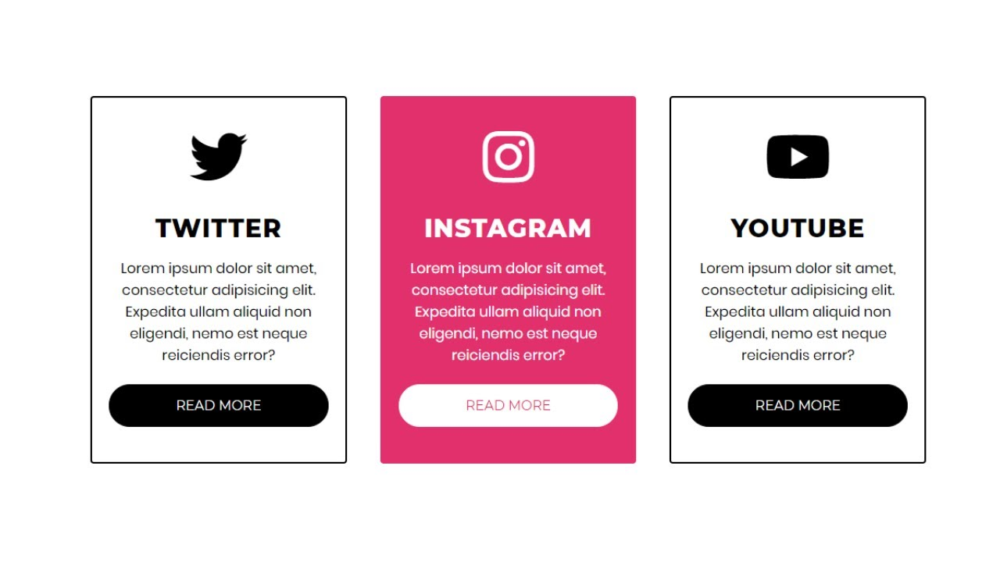 TWITTER
Lorem ipsum dolor sit amet,
consectetur adipisicing elit.
Expedita ullam aliquid non
eligendi, nemo est neque
reiciendis error?
READ MORE
INSTAGRAM
Lorem ipsum dolor sit amet,
consectetur adipisicing elit.
Expedita ullam aliquid non
eligendi, nemo est neque
reiciendis error?
READ MORE
YOUTUBE
Lorem ipsum dolor sit amet,
consectetur adipisicing elit.
Expedita ullam aliquid non
eligendi, nemo est neque
reiciendis error?
READ MORE